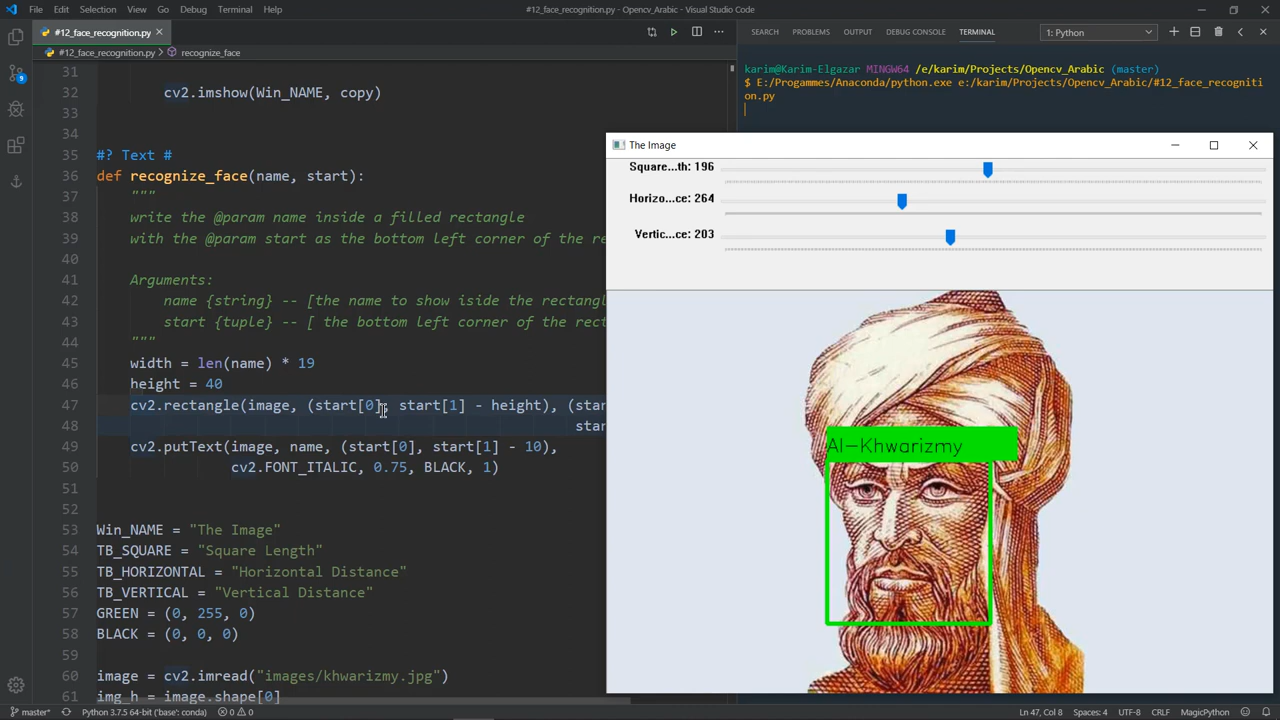 File Edit Selection View Go Debug Terminal Help
#12_face_recognition.py - Opencv_Arabic - Visual Studio Code
#12_face_recognition.py
#12_face_recognition.py > recognize_face
31
32 cv2.imshow(Win_NAME, copy)
33
34
35 #? Text #
36 def recognize_face(name, start):
37 """
38 write the @param name inside a filled rectangle
39 with the @param start as the bottom left corner of the re
40
41 Arguments:
42 name {string} -- [the name to show iside the rectangl
43 start {tuple} -- [ the bottom left corner of the rect
44 """
45 width = len(name) * 19
46 height = 40
47 cv2.rectangle(image, (start[0], start[1] - height), (star
48 star
49 cv2.putText(image, name, (start[0], start[1] - 10),
50 cv2.FONT_ITALIC, 0.75, BLACK, 1)
51
52
53 Win_NAME = "The Image"
54 TB_SQUARE = "Square Length"
55 TB_HORIZONTAL = "Horizontal Distance"
56 TB_VERTICAL = "Vertical Distance"
57 GREEN = (0, 255, 0)
58 BLACK = (0, 0, 0)
59
60 image = cv2.imread("images/khwarizmy.jpg")
61 img_h = image.shape[0]
SEARCH PROBLEMS OUTPUT DEBUG CONSOLE TERMINAL
1: Python
karim@Karim-Elgazar MINGW64 /e/karim/Projects/Opencv_Arabic (master)
$ E:/Progammes/Anaconda/python.exe e:/karim/Projects/Opencv_Arabic/#12_face_recogniti
on.py
The Image
Square...th: 196
Horizo...ce: 264
Vertic...ce: 203
Al-Khwarizmy
9
master* Python 3.7.5 64-bit ('base': conda) 0 0
Ln 47, Col 8 Spaces: 4 UTF-8 CRLF MagicPython